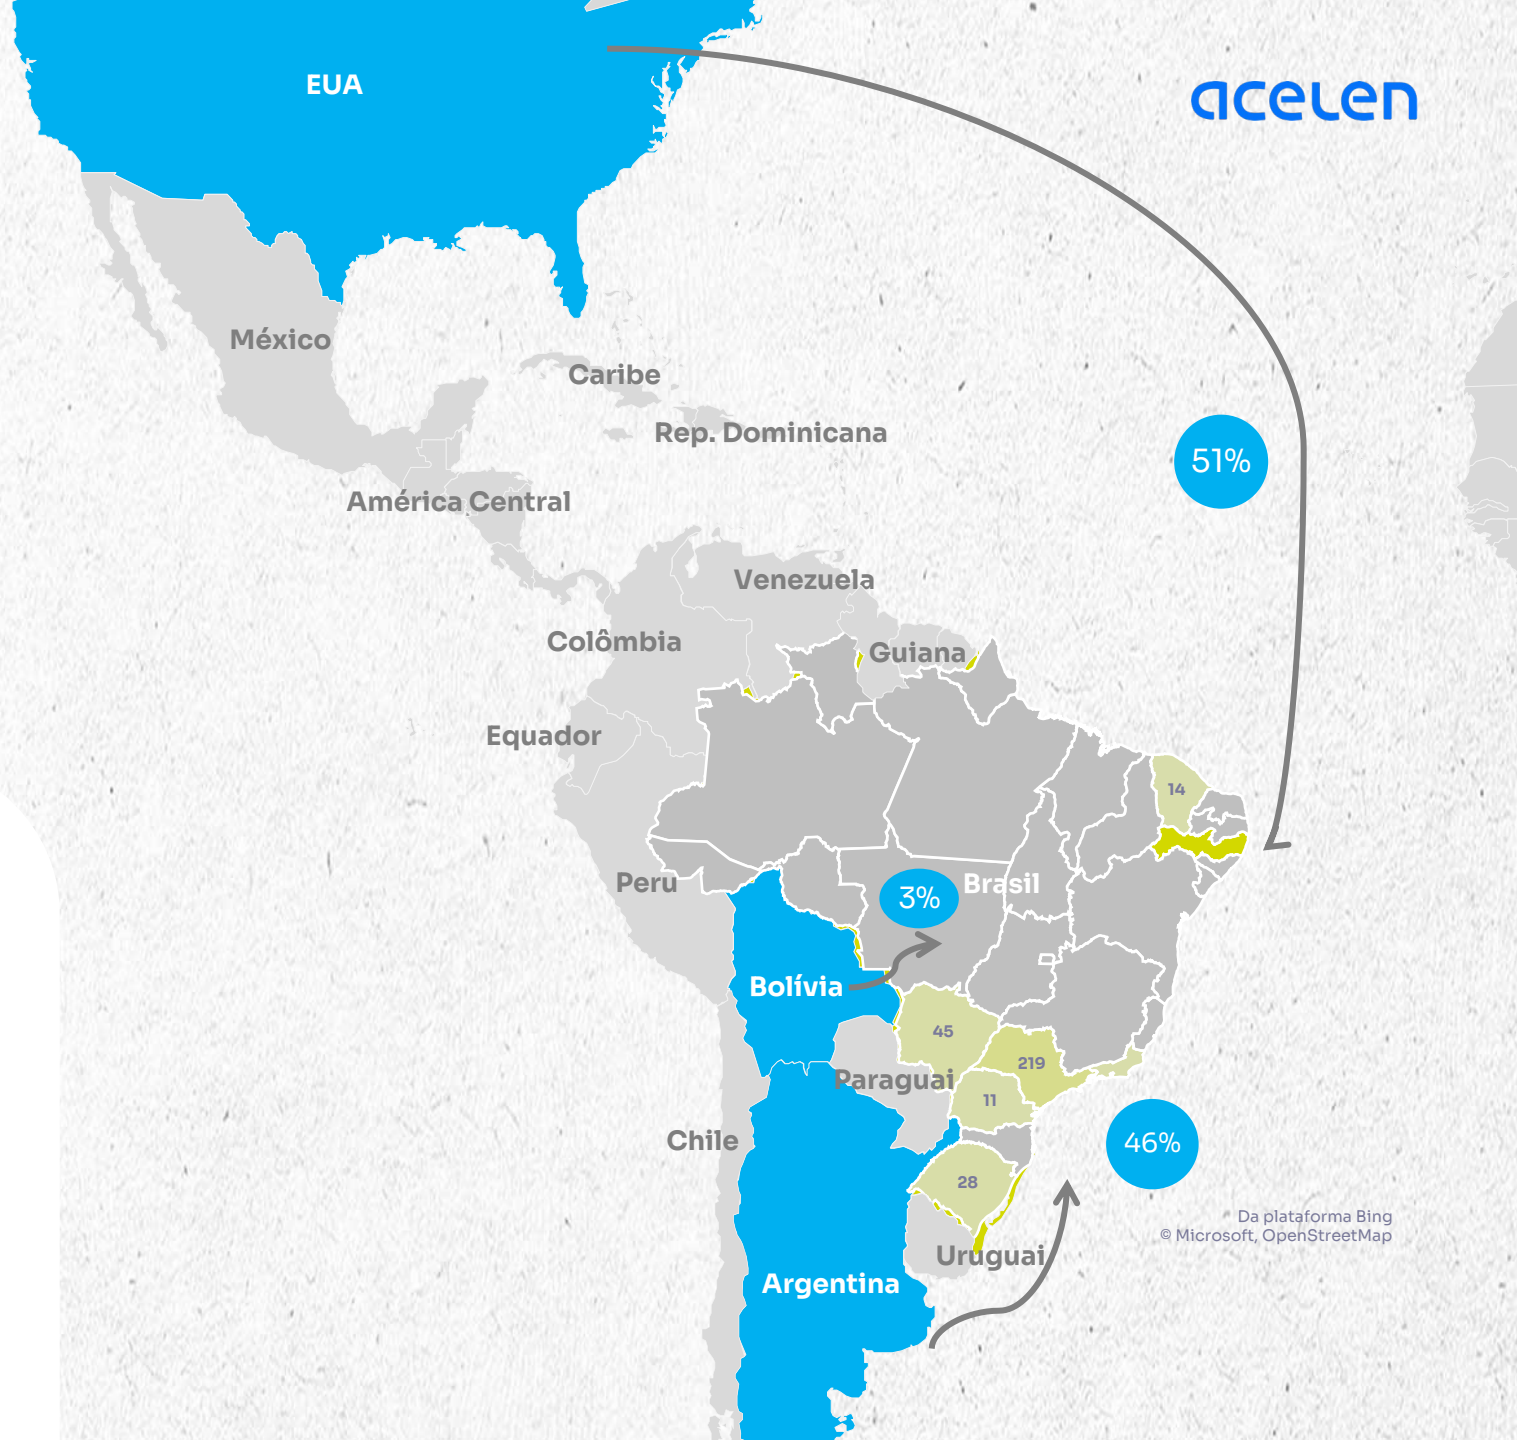 EUA
acelen
México
Caribe
Rep. Dominicana
51%
América Central
Venezuela
Colômbia
Guiana
Equador
14
Peru
3%
Brasil
Bolívia
45
219
Paraguai
11
Chile
46%
28
Da plataforma Bing
© Microsoft, OpenStreetMap
Uruguai
Argentina